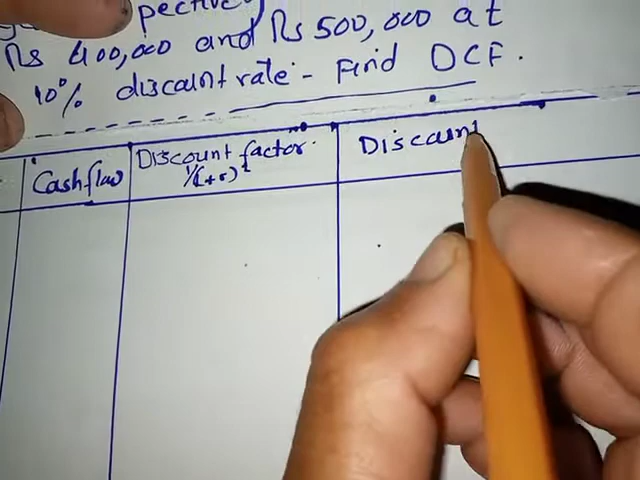 pective
Rs 400,000 and Rs 500,000 at
10% discount rate - Find DCF.
Cashflow
Discount factor
1/(1+r)t
Discount